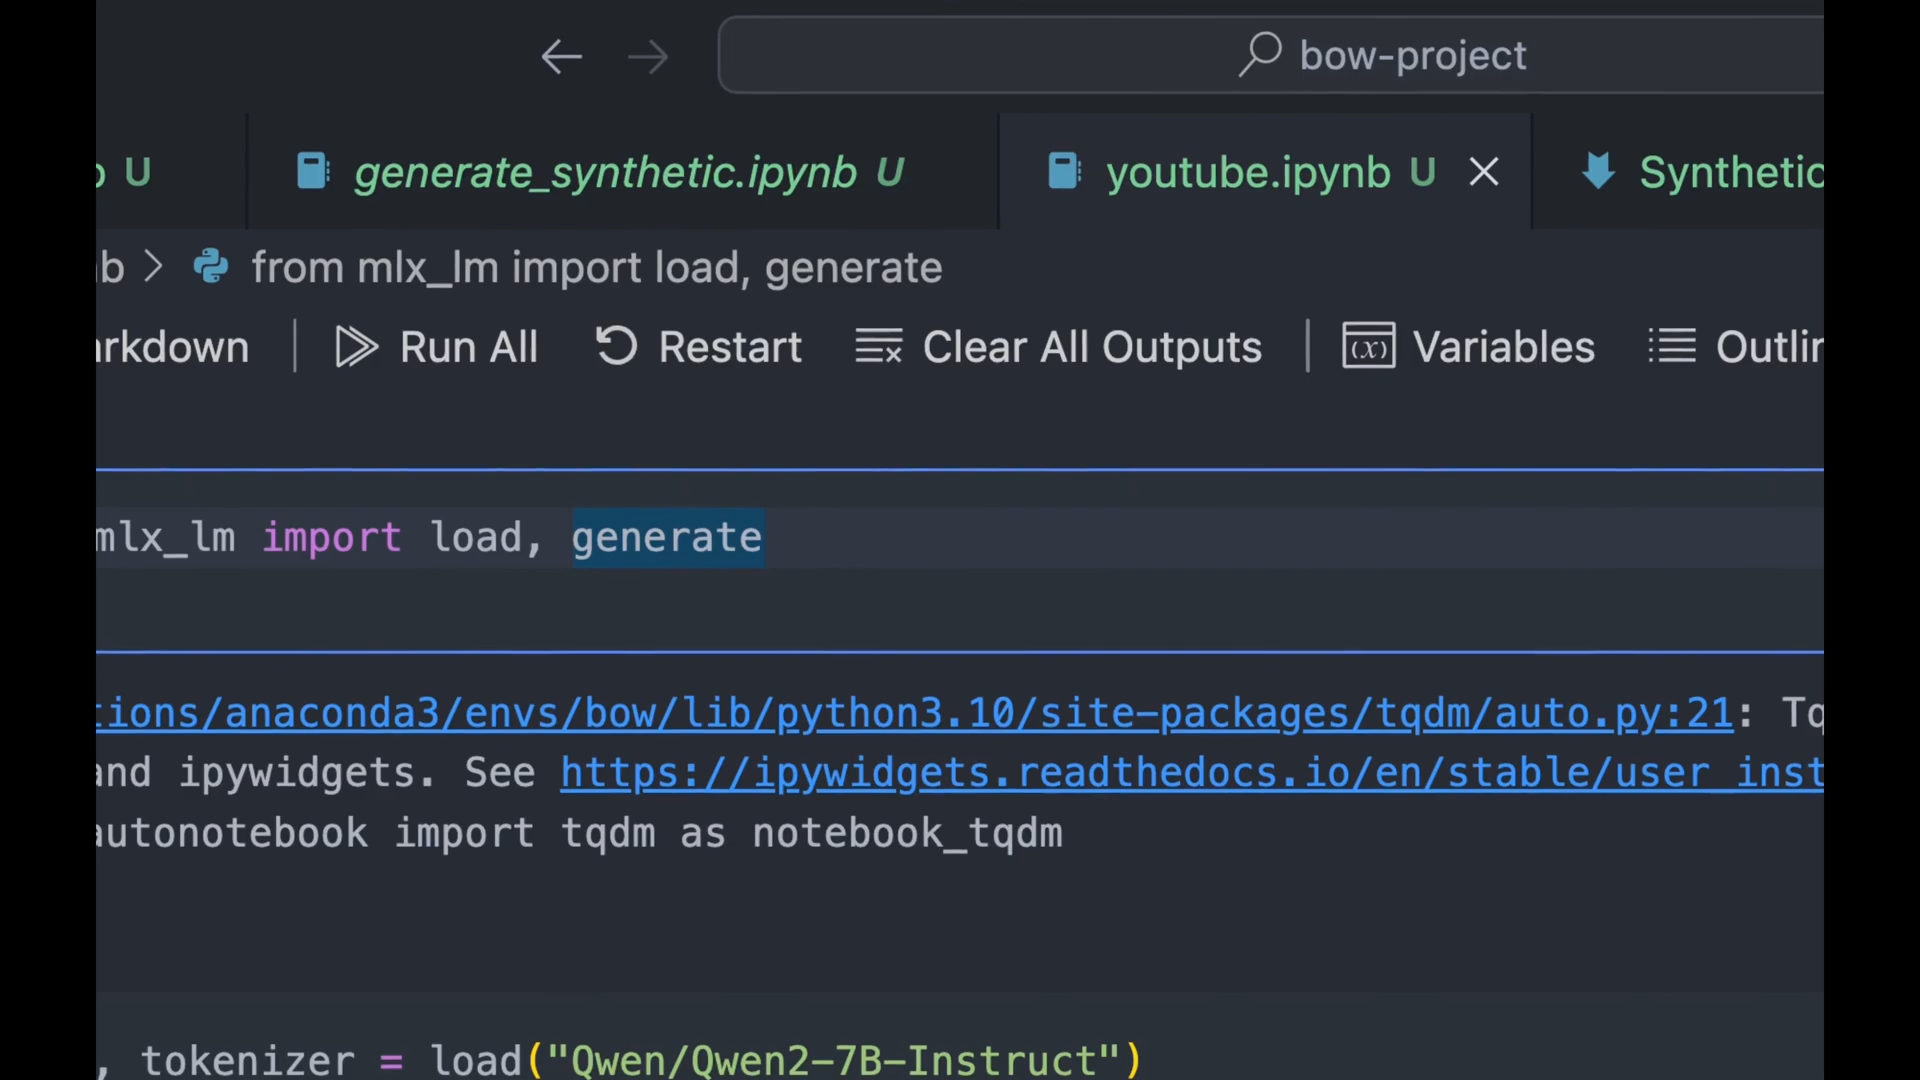 bow-project
U generate_synthetic.ipynb U youtube.ipynb U Synthetic
b from mlx_lm import load, generate
arkdown Run All Restart Clear All Outputs (x) Variables Outlin
mlx_lm import load, generate
tions/anaconda3/envs/bow/lib/python3.10/site-packages/tqdm/auto.py:21: Tq
and ipywidgets. See https://ipywidgets.readthedocs.io/en/stable/user_inst
autonotebook import tqdm as notebook_tqdm
, tokenizer = load("Qwen/Qwen2-7B-Instruct")